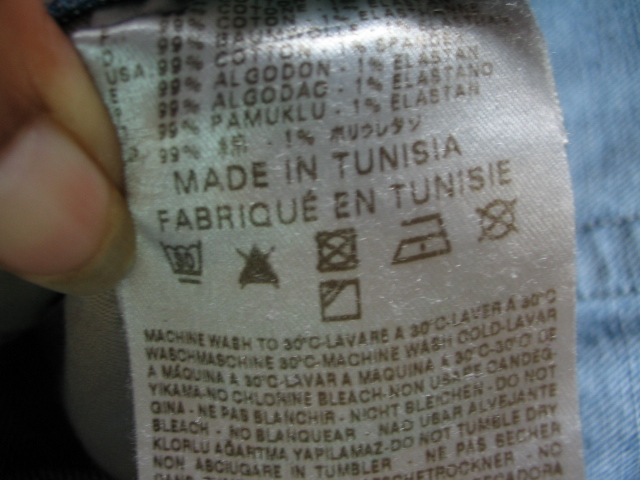 USA 99% COTTON - 1% SPANDEX
99% ALGODON - 1% ELASTAN
99% ALGODAO - 1% ELASTANO
99% PAMUKLU - 1% ELASTAN
99% 綿 - 1% ポリウレタン
MADE IN TUNISIA
FABRIQUÉ EN TUNISIE
30
MACHINE WASH TO 30°C-LAVARE A 30°C-LAVER A 30°C
WASCHMASCHINE 30°C-MACHINE WASH COLD-LAVAR
A MÁQUINA A 30°C-LAVAR A MAQUINA A 30°C-30°C DE
YIKAMA-NO CHLORINE BLEACH-NON USARE CANDEG-
GINA - NE PAS BLANCHIR - NICHT BLEICHEN - DO NOT
BLEACH - NO BLANQUEAR - NAO USAR ALVEJANTE
KLORLU AGARTMA YAPILAMAZ-DO NOT TUMBLE DRY
NON ASCIUGARE IN TUMBLER - NE PAS SECHER